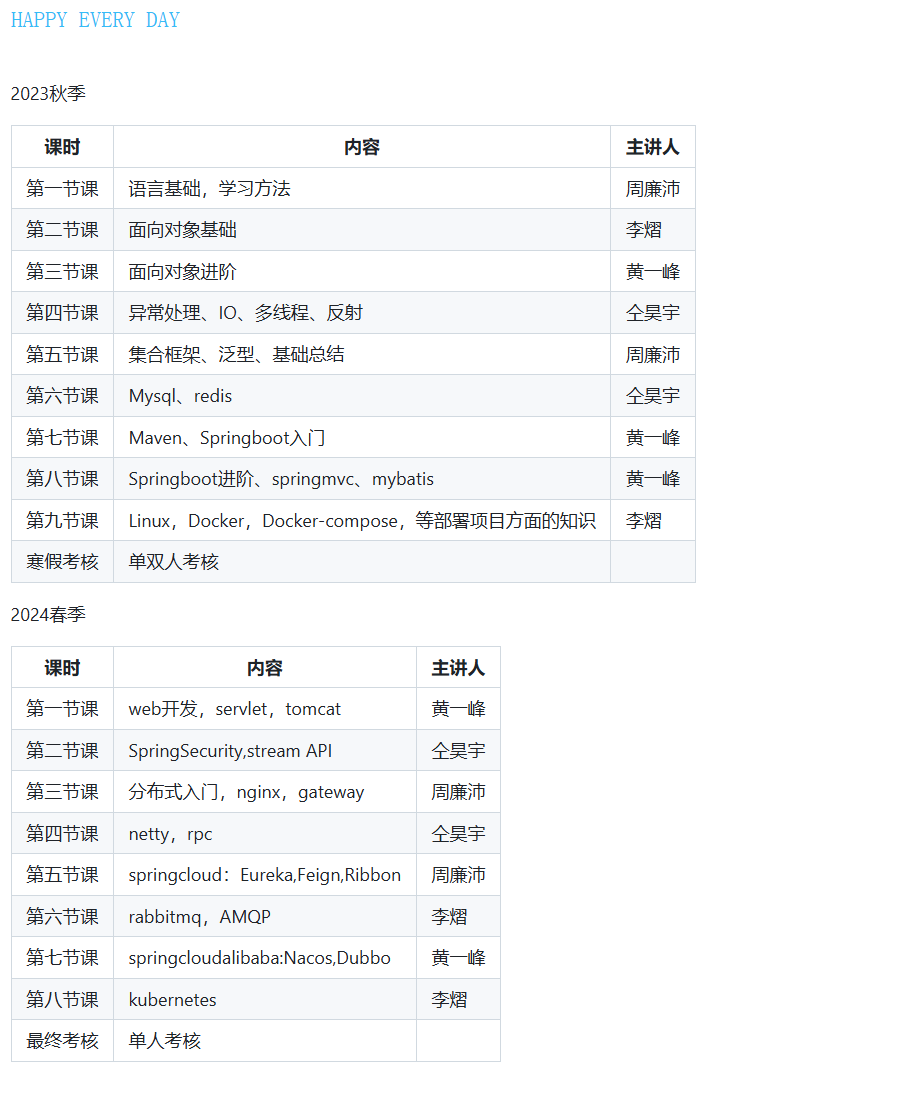 HAPPY EVERY DAY
2023秋季
课时 内容 主讲人
第一节课 语言基础，学习方法 周廉沛
第二节课 面向对象基础 李熠
第三节课 面向对象进阶 黄一峰
第四节课 异常处理、IO、多线程、反射 仝昊宇
第五节课 集合框架、泛型、基础总结 周廉沛
第六节课 Mysql、redis 仝昊宇
第七节课 Maven、Springboot入门 黄一峰
第八节课 Springboot进阶、springmvc、mybatis 黄一峰
第九节课 Linux，Docker，Docker-compose，等部署项目方面的知识 李熠
寒假考核 单双人考核
2024春季
课时 内容 主讲人
第一节课 web开发，servlet，tomcat 黄一峰
第二节课 SpringSecurity,stream API 仝昊宇
第三节课 分布式入门，nginx，gateway 周廉沛
第四节课 netty，rpc 仝昊宇
第五节课 springcloud：Eureka,Feign,Ribbon 周廉沛
第六节课 rabbitmq，AMQP 李熠
第七节课 springcloudalibaba:Nacos,Dubbo 黄一峰
第八节课 kubernetes 李熠
最终考核 单人考核